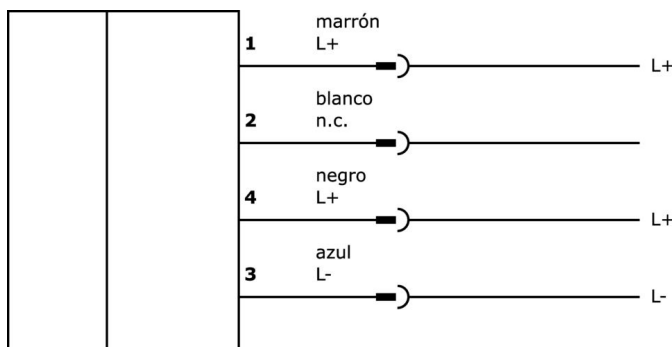 marrón
1 L+
L+
blanco
2 n.c.
negro
4 L+
L+
azul
3 L-
L-